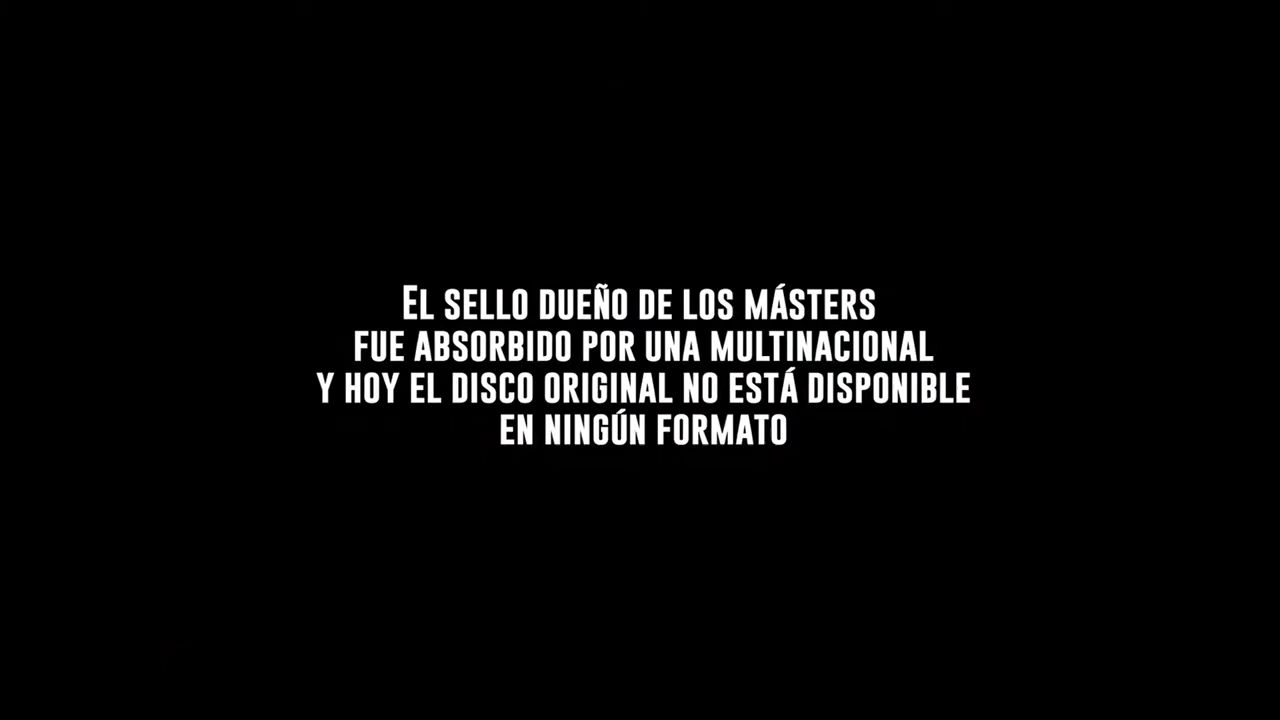 El sello dueño de los másters
fue absorbido por una multinacional
y hoy el disco original no está disponible
en ningún formato